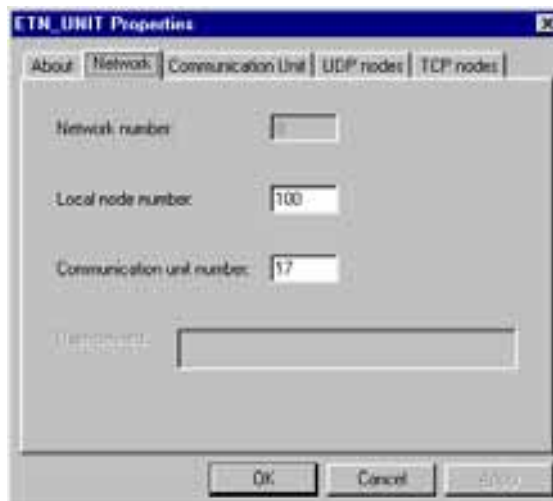 ETN_UNIT Properties
About Network Communication Unit UDP nodes TCP nodes
Network number
Local node number: 100
Communication unit number: 17
OK Cancel Apply